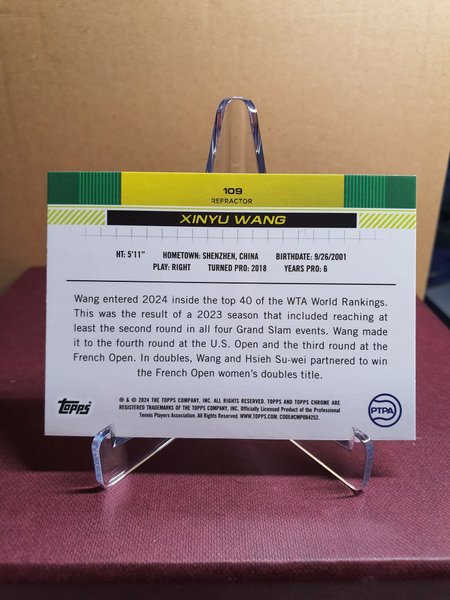 109
REFRACTOR
XINYU WANG
HT: 5'11" HOMETOWN: SHENZHEN, CHINA BIRTHDATE: 9/26/2001
PLAY: RIGHT TURNED PRO: 2018 YEARS PRO: 6
Wang entered 2024 inside the top 40 of the WTA World Rankings.
This was the result of a 2023 season that included reaching at
least the second round in all four Grand Slam events. Wang made
it to the fourth round at the U.S. Open and the third round at the
French Open. In doubles, Wang and Hsieh Su-wei partnered to win
the French Open women's doubles title.
Topps
® & © 2024 THE TOPPS COMPANY, INC. ALL RIGHTS RESERVED. TOPPS AND TOPPS CHROME ARE
REGISTERED TRADEMARKS OF THE TOPPS COMPANY, INC. Officially Licensed Product of the Professional
Tennis Players Association. All Rights Reserved. WWW.TOPPS.COM. CODE#CMP084252.
PTPA